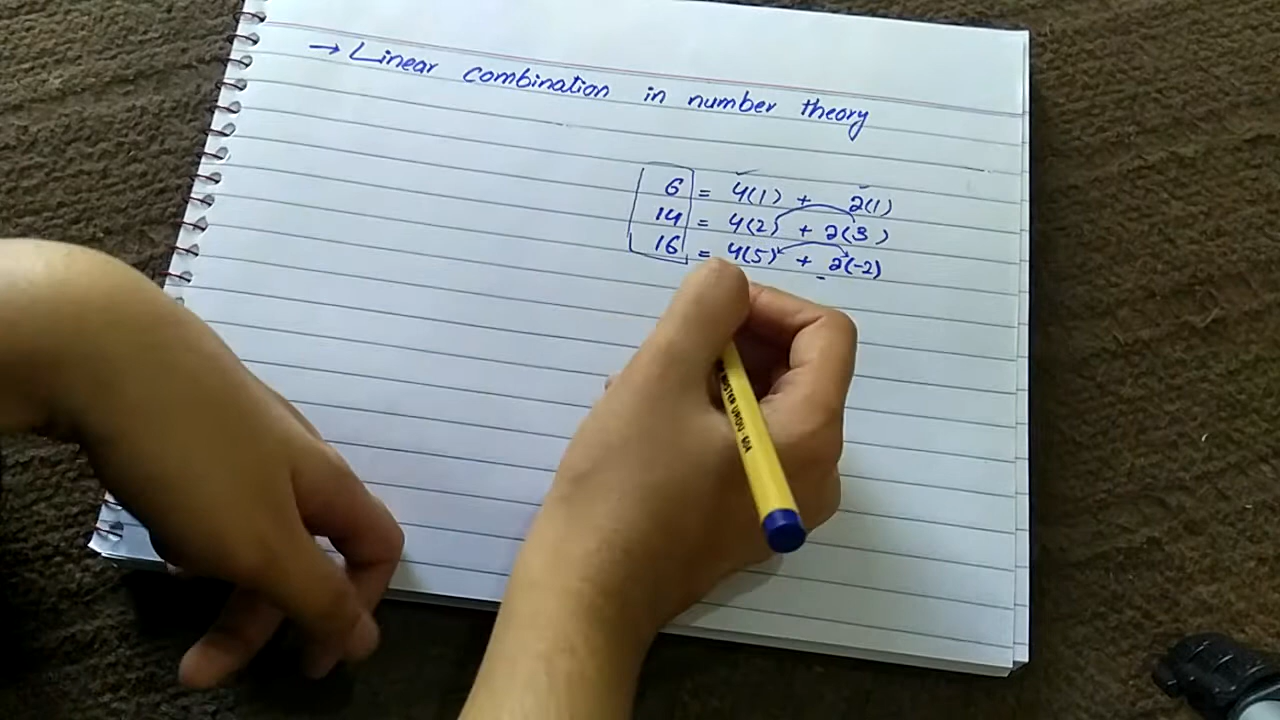 → Linear combination in number theory
6 = 4(1) + 2(1)
14 = 4(2) + 2(3)
16 = 4(5) + 2(-2)